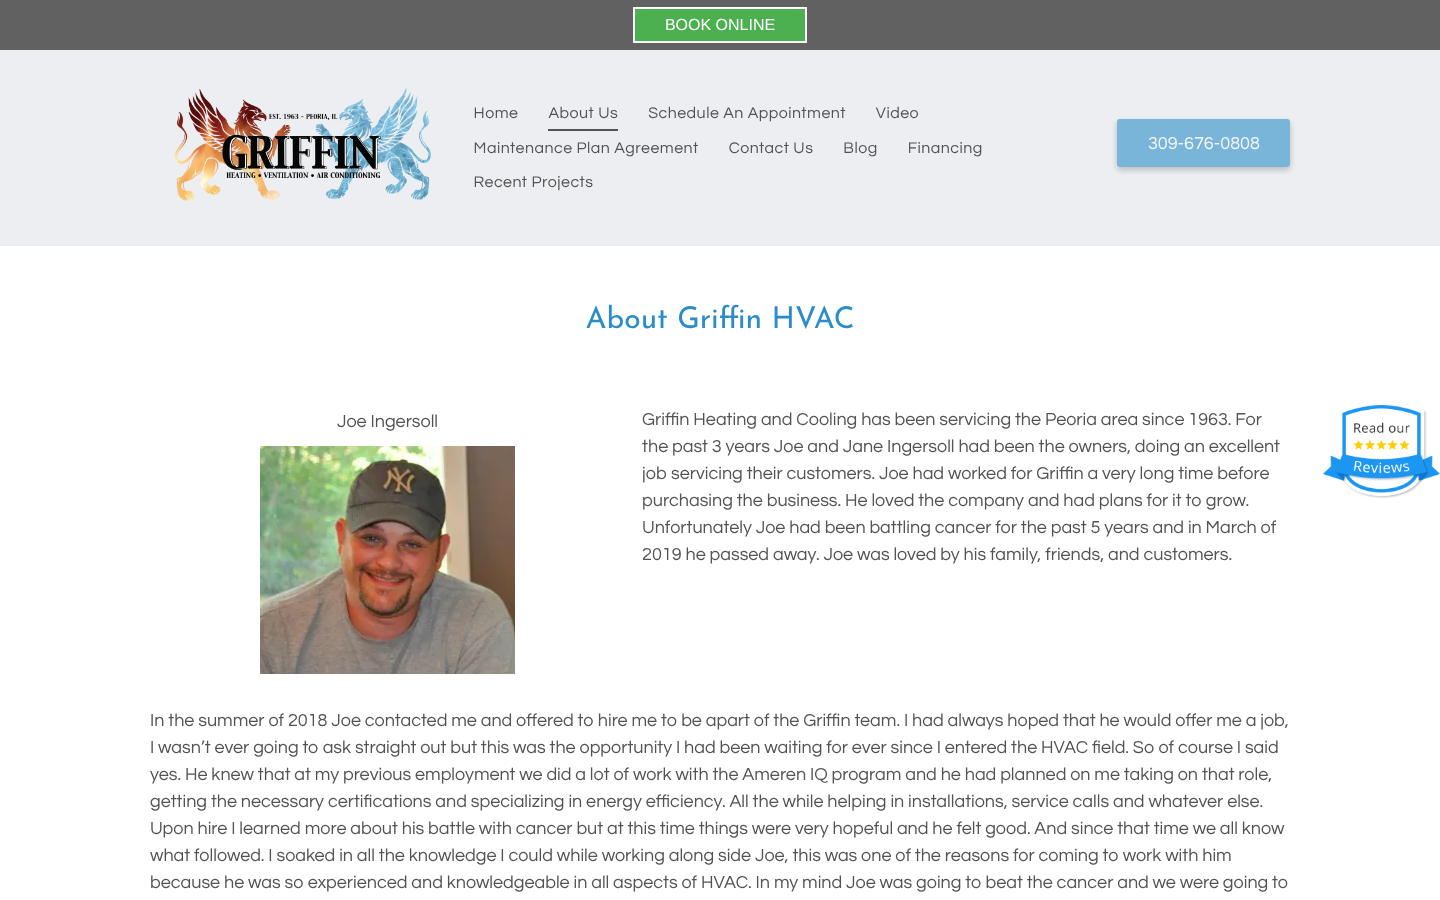 BOOK ONLINE
EST. 1963 - PEORIA, IL
GRIFFIN
HEATING • VENTILATION • AIR CONDITIONING
Home About Us Schedule An Appointment Video
Maintenance Plan Agreement Contact Us Blog Financing
Recent Projects
309-676-0808
About Griffin HVAC
Joe Ingersoll
NY
Griffin Heating and Cooling has been servicing the Peoria area since 1963. For
the past 3 years Joe and Jane Ingersoll had been the owners, doing an excellent
job servicing their customers. Joe had worked for Griffin a very long time before
purchasing the business. He loved the company and had plans for it to grow.
Unfortunately Joe had been battling cancer for the past 5 years and in March of
2019 he passed away. Joe was loved by his family, friends, and customers.
Read our
Reviews
In the summer of 2018 Joe contacted me and offered to hire me to be apart of the Griffin team. I had always hoped that he would offer me a job,
I wasn’t ever going to ask straight out but this was the opportunity I had been waiting for ever since I entered the HVAC field. So of course I said
yes. He knew that at my previous employment we did a lot of work with the Ameren IQ program and he had planned on me taking on that role,
getting the necessary certifications and specializing in energy efficiency. All the while helping in installations, service calls and whatever else.
Upon hire I learned more about his battle with cancer but at this time things were very hopeful and he felt good. And since that time we all know
what followed. I soaked in all the knowledge I could while working along side Joe, this was one of the reasons for coming to work with him
because he was so experienced and knowledgeable in all aspects of HVAC. In my mind Joe was going to beat the cancer and we were going to